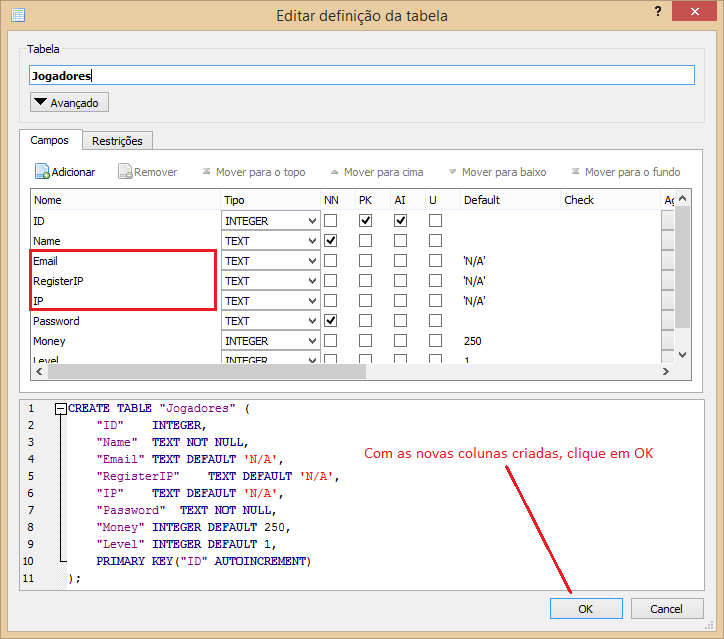 Editar definição da tabela
?
Tabela
Jogadores
Avançado
Campos Restrições
Adicionar Remover Mover para o topo Mover para cima Mover para baixo Mover para o fundo
Nome Tipo NN PK AI U Default Check Ag
ID INTEGER
Name TEXT
Email TEXT 'N/A'
RegisterIP TEXT 'N/A'
IP TEXT 'N/A'
Password TEXT
Money INTEGER 250
Level INTEGER 1
1 CREATE TABLE "Jogadores" (
2 "ID" INTEGER,
3 "Name" TEXT NOT NULL,
4 "Email" TEXT DEFAULT 'N/A',
5 "RegisterIP" TEXT DEFAULT 'N/A',
6 "IP" TEXT DEFAULT 'N/A',
7 "Password" TEXT NOT NULL,
8 "Money" INTEGER DEFAULT 250,
9 "Level" INTEGER DEFAULT 1,
10 PRIMARY KEY("ID" AUTOINCREMENT)
11 );
Com as novas colunas criadas, clique em OK
OK Cancel